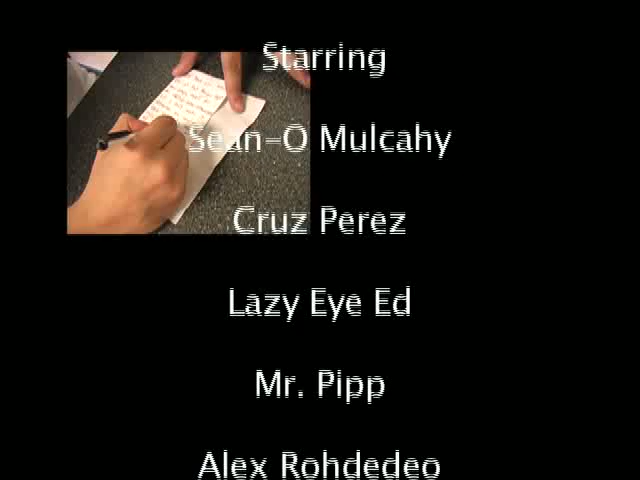 Starring
Sean-O Mulcahy
Cruz Perez
Lazy Eye Ed
Mr. Pipp
Alex Rohdedeo